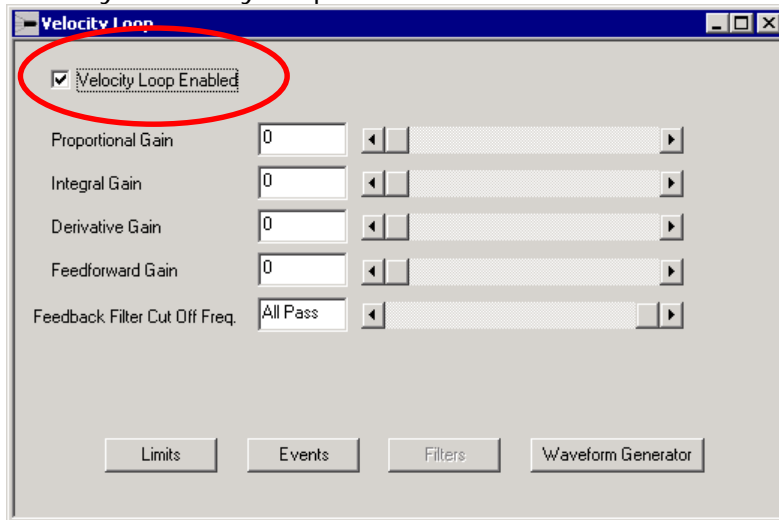 Velocity Loop
Velocity Loop Enabled
Proportional Gain 0
Integral Gain 0
Derivative Gain 0
Feedforward Gain 0
Feedback Filter Cut Off Freq. All Pass
Limits Events Filters Waveform Generator